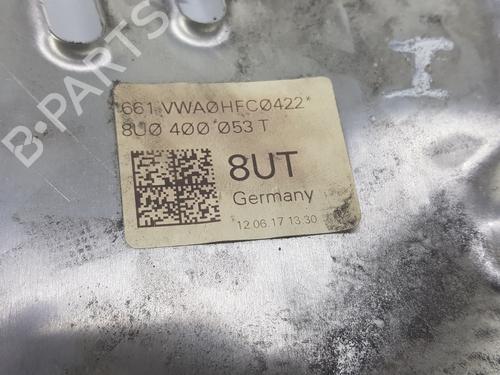 B-PARTS
661 VWA0HFC0422*
8U0 400 053 T
8UT
Germany
12.06.17 13:30